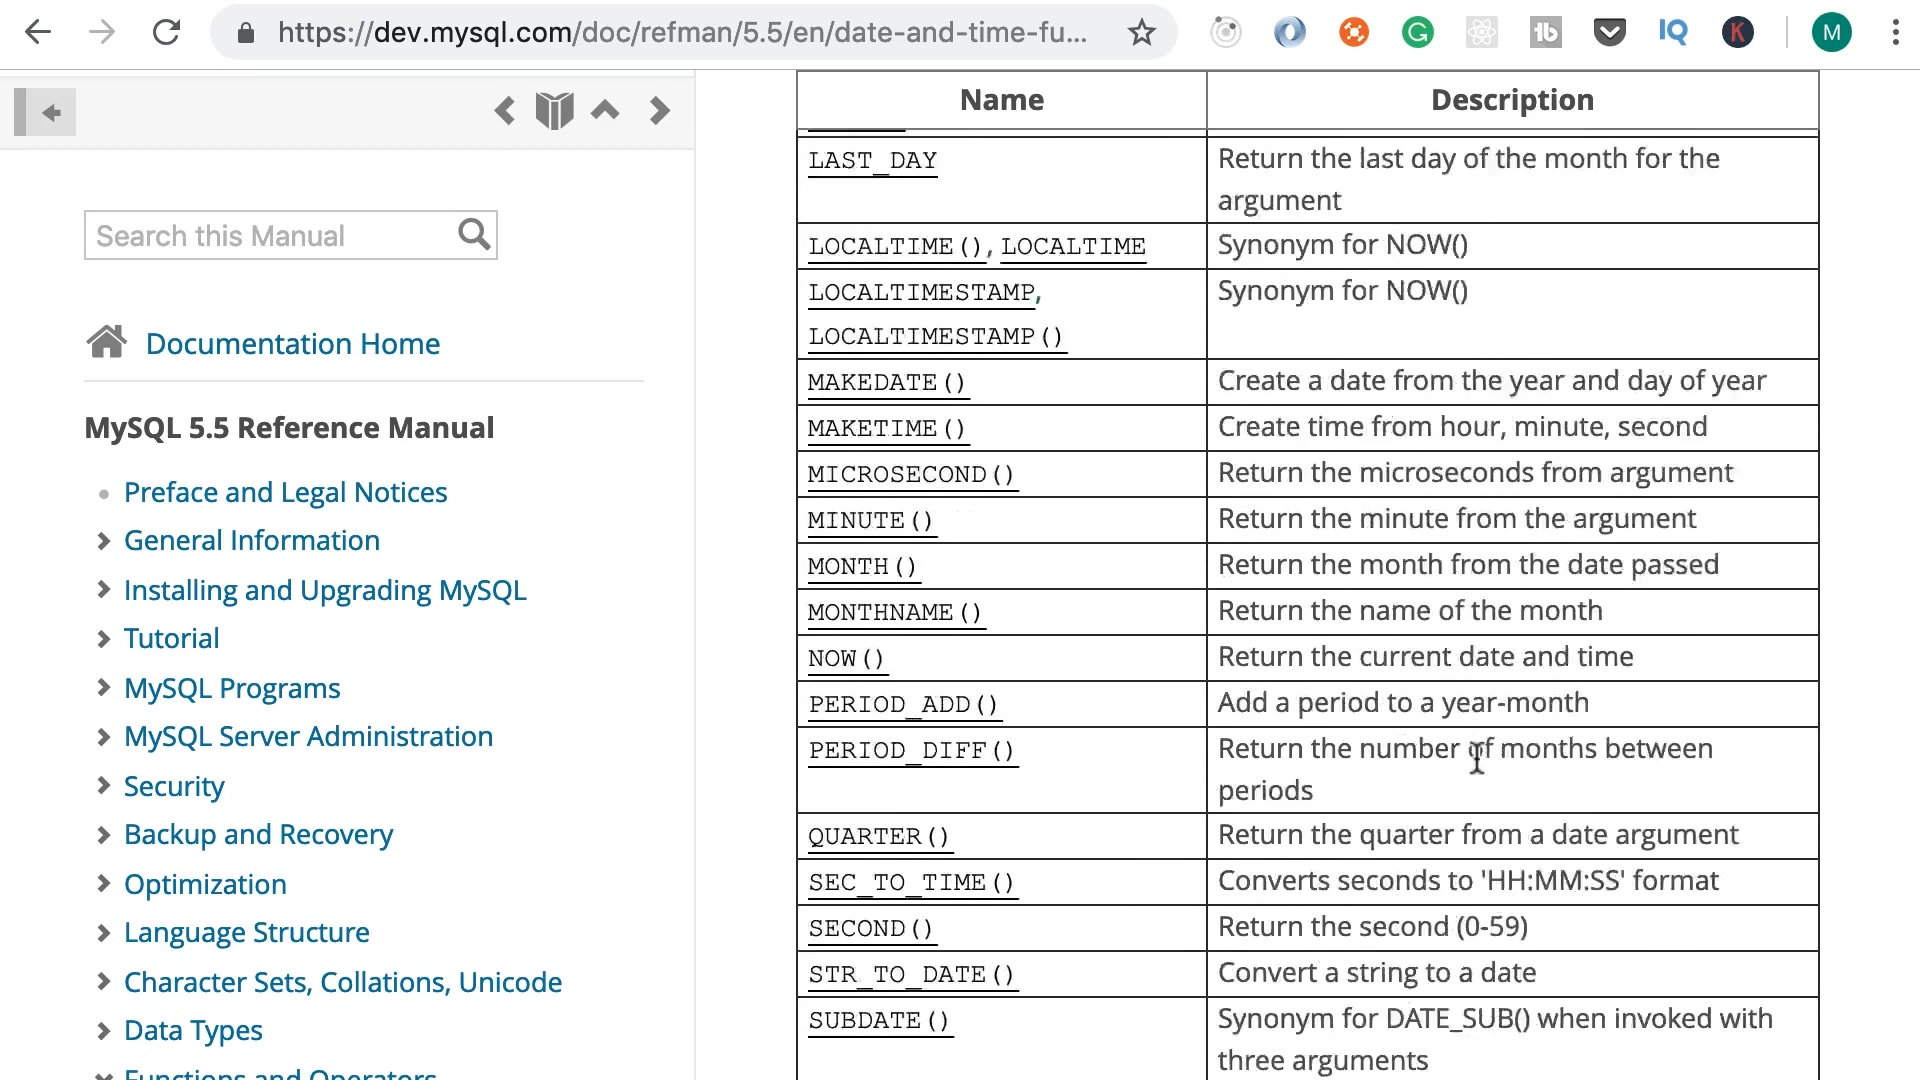 https://dev.mysql.com/doc/refman/5.5/en/date-and-time-fu...
IQ
K
M
Search this Manual
Documentation Home
MySQL 5.5 Reference Manual
Preface and Legal Notices
General Information
Installing and Upgrading MySQL
Tutorial
MySQL Programs
MySQL Server Administration
Security
Backup and Recovery
Optimization
Language Structure
Character Sets, Collations, Unicode
Data Types
Functions and Operators
Name Description
LAST_DAY Return the last day of the month for the
argument
LOCALTIME(), LOCALTIME Synonym for NOW()
LOCALTIMESTAMP, Synonym for NOW()
LOCALTIMESTAMP()
MAKEDATE() Create a date from the year and day of year
MAKETIME() Create time from hour, minute, second
MICROSECOND() Return the microseconds from argument
MINUTE() Return the minute from the argument
MONTH() Return the month from the date passed
MONTHNAME() Return the name of the month
NOW() Return the current date and time
PERIOD_ADD() Add a period to a year-month
PERIOD_DIFF() Return the number of months between
periods
QUARTER() Return the quarter from a date argument
SEC_TO_TIME() Converts seconds to 'HH:MM:SS' format
SECOND() Return the second (0-59)
STR_TO_DATE() Convert a string to a date
SUBDATE() Synonym for DATE_SUB() when invoked with
three arguments